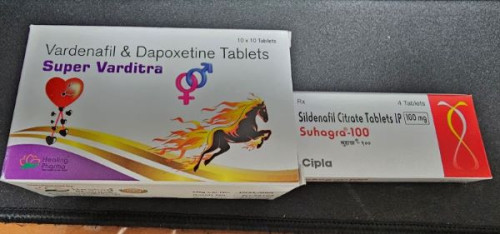 10 x 10 Tablets
Vardenafil & Dapoxetine Tablets
Super Varditra
Healing
Pharma
Rx
4 Tablets
Sildenafil Citrate Tablets IP 100 mg
Suhagra®-100
सुहाग्रा-१००
Cipla